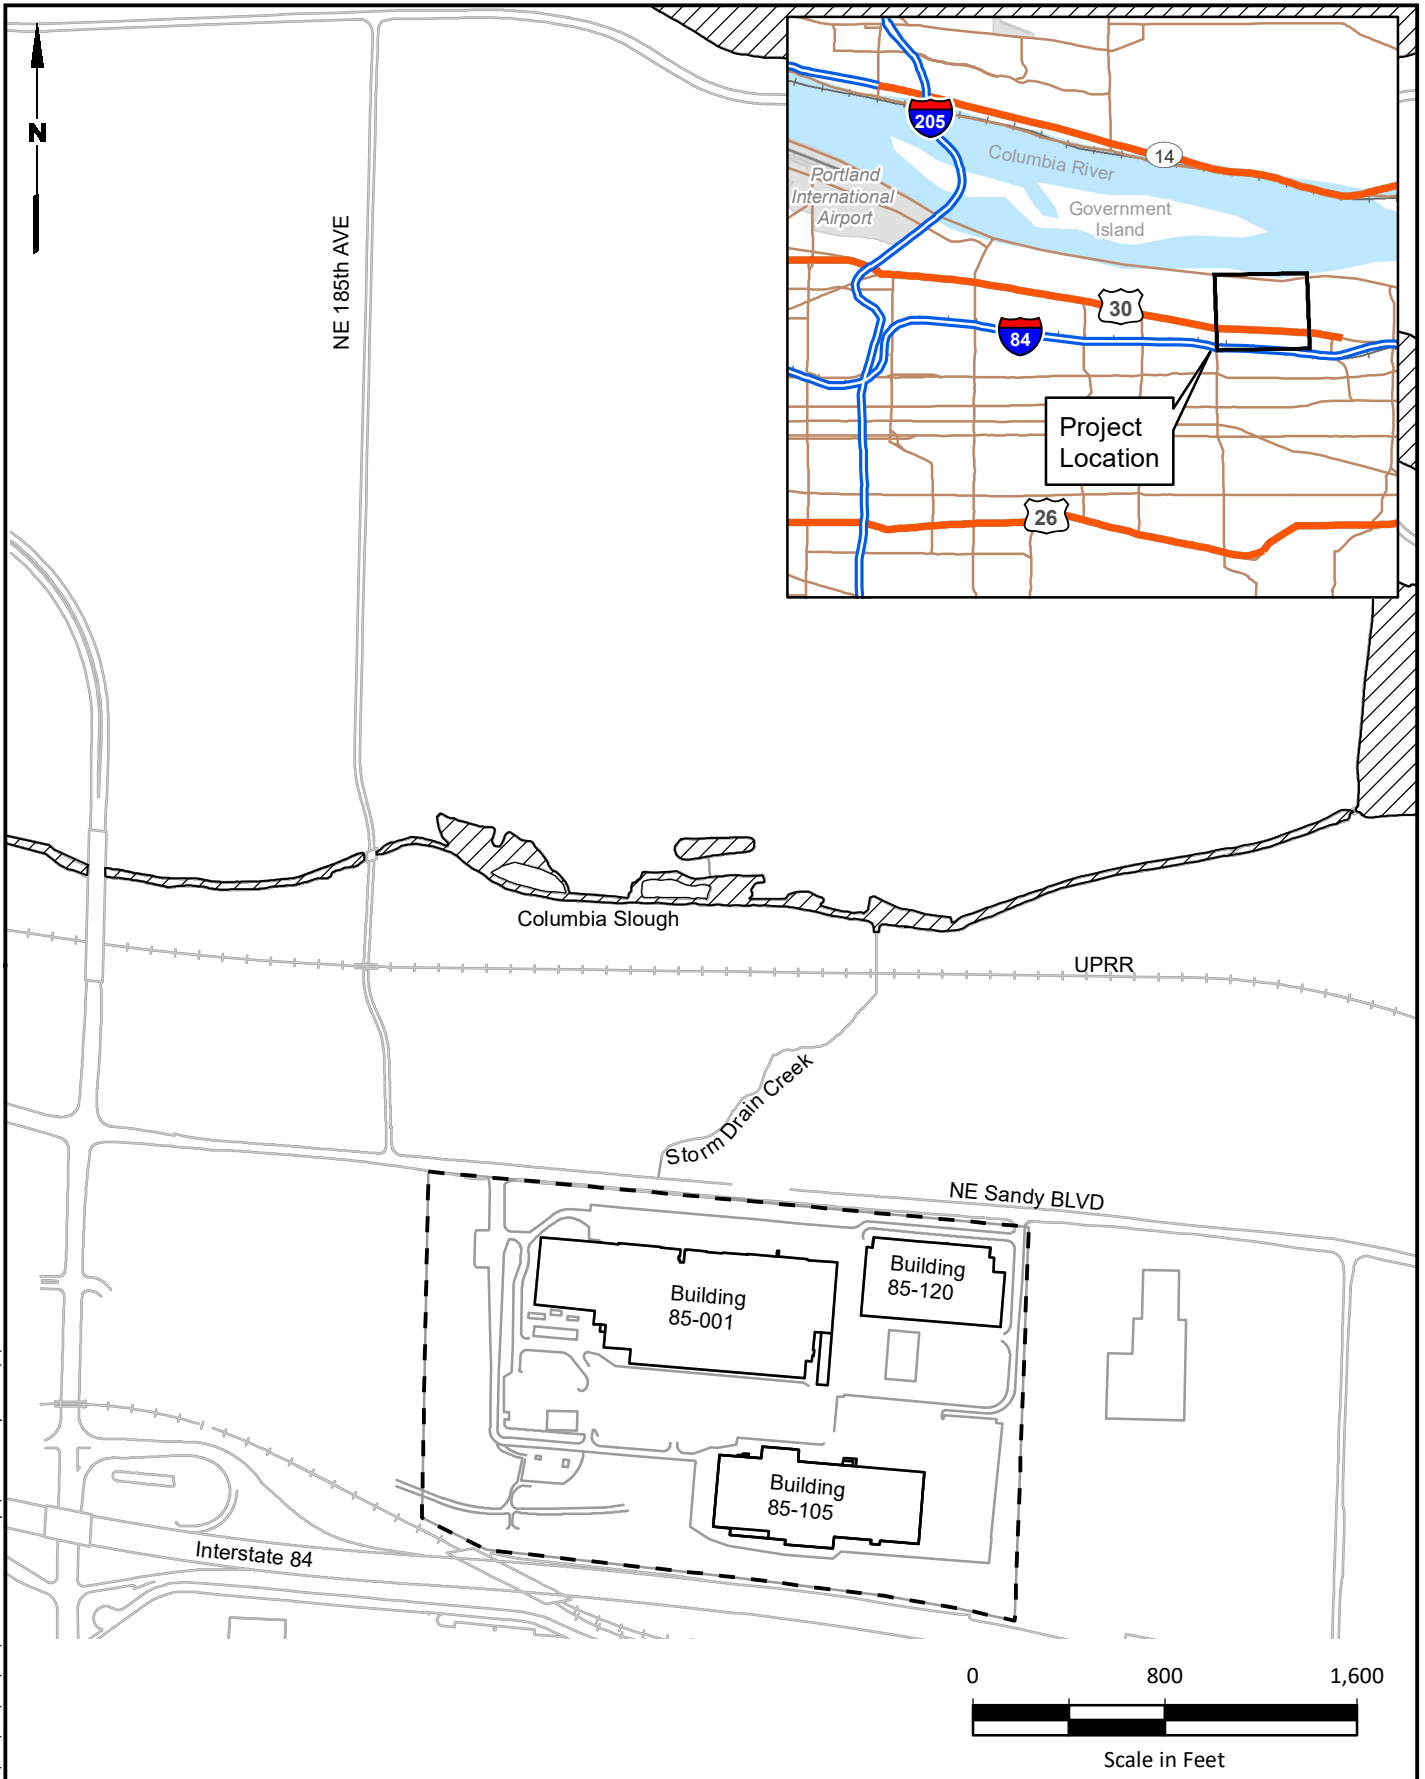 N
NE 185th AVE
205
Columbia River
14
Portland
International
Airport
Government
Island
30
84
Project
Location
26
Columbia Slough
UPRR
Storm Drain Creek
NE Sandy BLVD
Building
85-001
Building
85-120
Building
85-105
Interstate 84
0 800 1,600
Scale in Feet